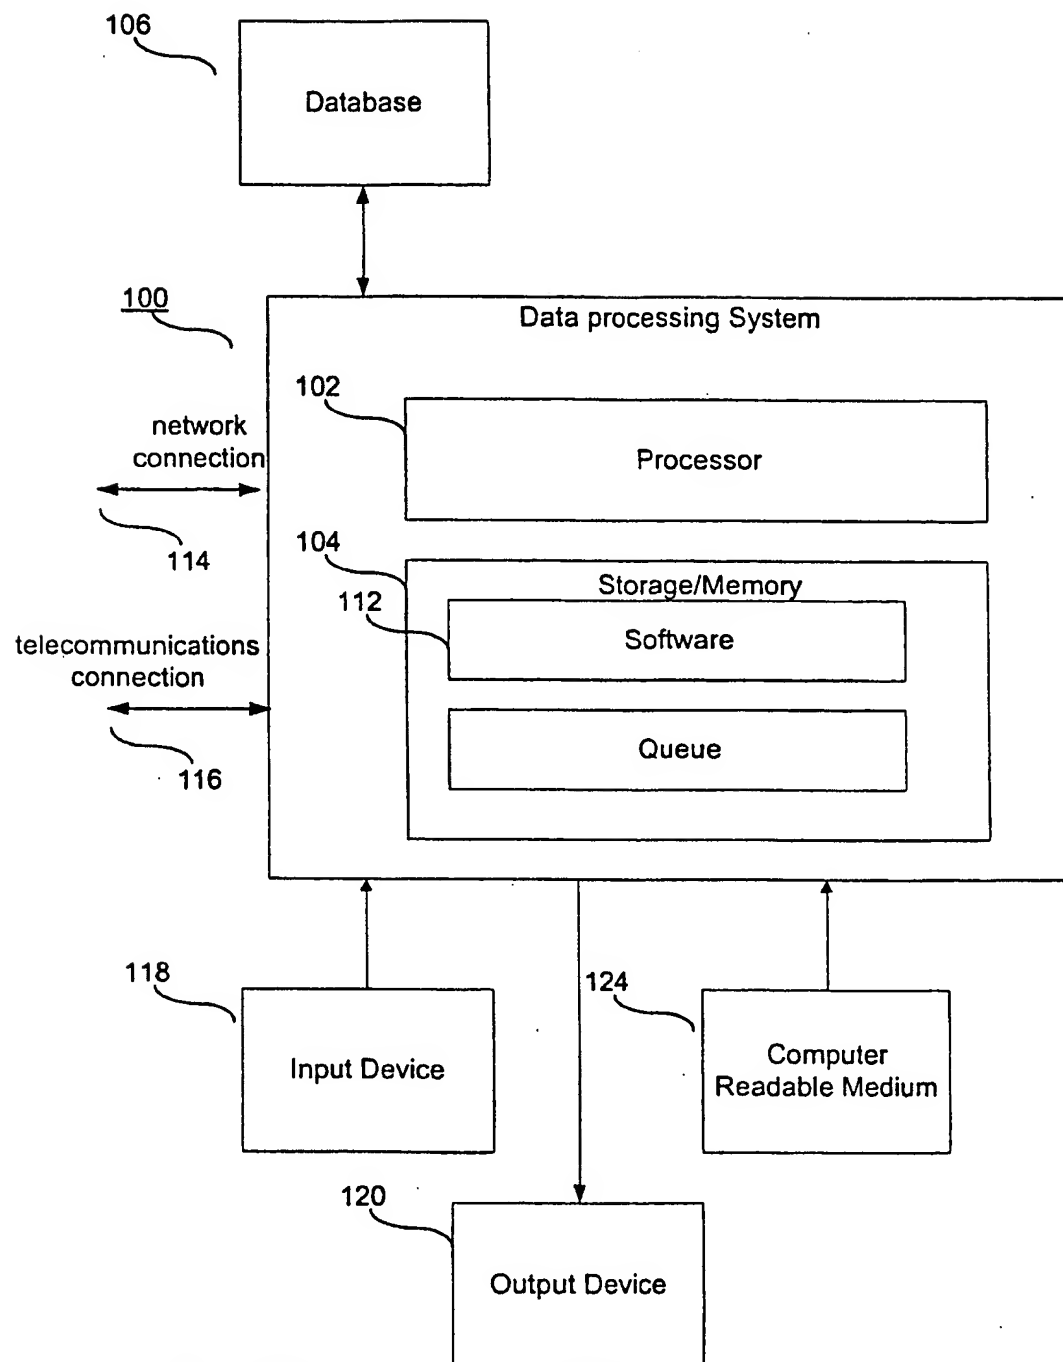 106
Database
100
Data processing System
102
Processor
network
connection
114
104
Storage/Memory
112
Software
telecommunications
connection
Queue
116
118
Input Device
124
Computer
Readable Medium
120
Output Device